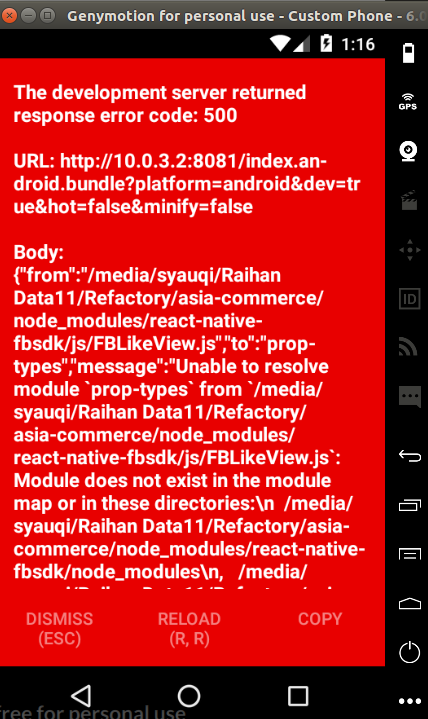 Genymotion for personal use - Custom Phone - 6.0
1:16
GPS
The development server returned
response error code: 500
URL: http://10.0.3.2:8081/index.an-
droid.bundle?platform=android&dev=tr
ue&hot=false&minify=false
Body:
{"from":"/media/syauqi/Raihan
Data11/Refactory/asia-commerce/
node_modules/react-native-
fbsdk/js/FBLikeView.js","to":"prop-
types","message":"Unable to resolve
module `prop-types` from `/media/
syauqi/Raihan Data11/Refactory/
asia-commerce/node_modules/
react-native-fbsdk/js/FBLikeView.js`:
Module does not exist in the module
map or in these directories:\n  /media/
syauqi/Raihan Data11/Refactory/asia-
commerce/node_modules/react-native-
fbsdk/node_modules\n,   /media/
ID
DISMISS
(ESC)
RELOAD
(R, R)
COPY
free for personal use